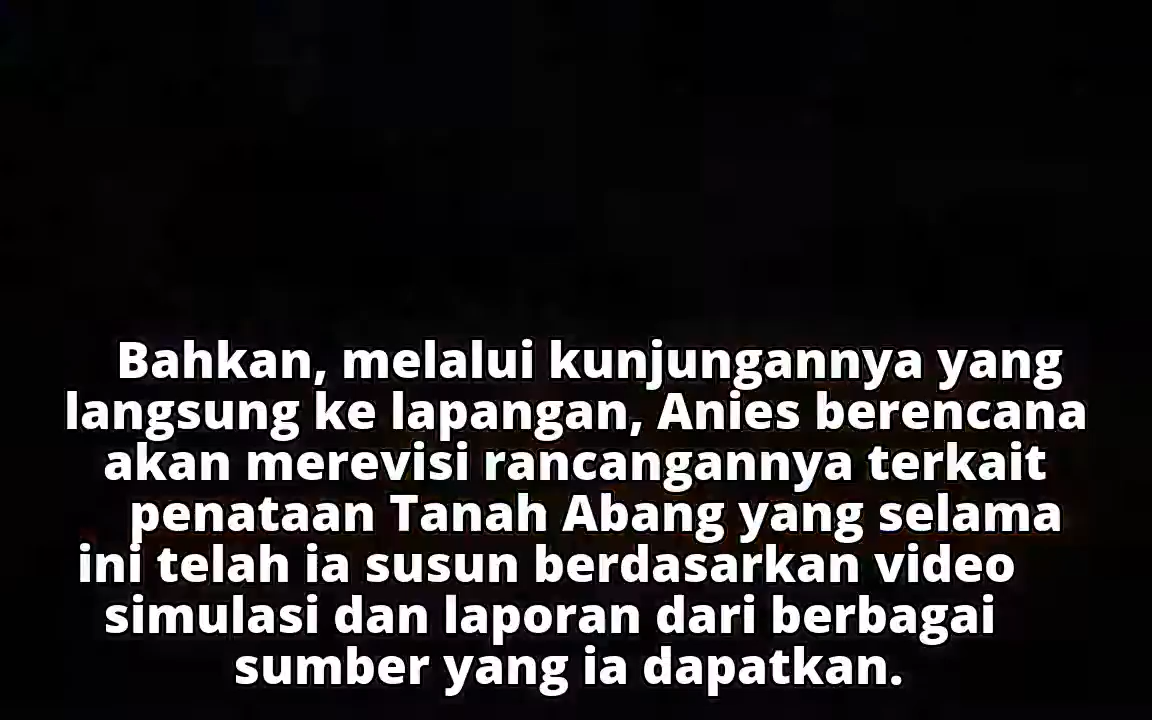 Bahkan, melalui kunjungannya yang
langsung ke lapangan, Anies berencana
akan merevisi rancangannya terkait
penataan Tanah Abang yang selama
ini telah ia susun berdasarkan video
simulasi dan laporan dari berbagai
sumber yang ia dapatkan.